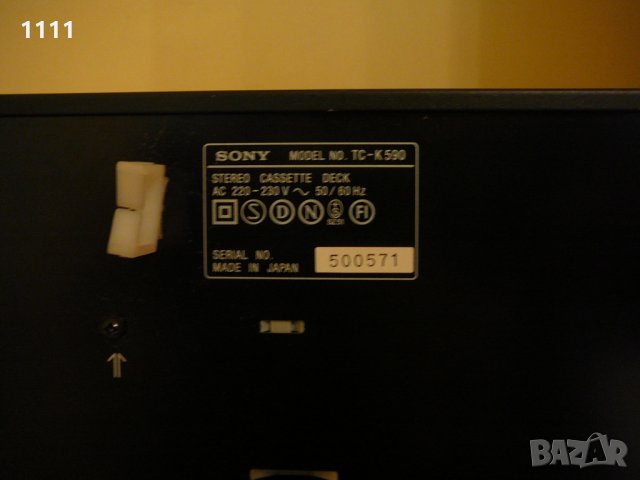 1111
SONY MODEL NO. TC-K590
STEREO CASSETTE DECK
AC 220-230V ~ 50/60Hz
S D N FI
SERIAL NO. 500571
MADE IN JAPAN
BAZAR